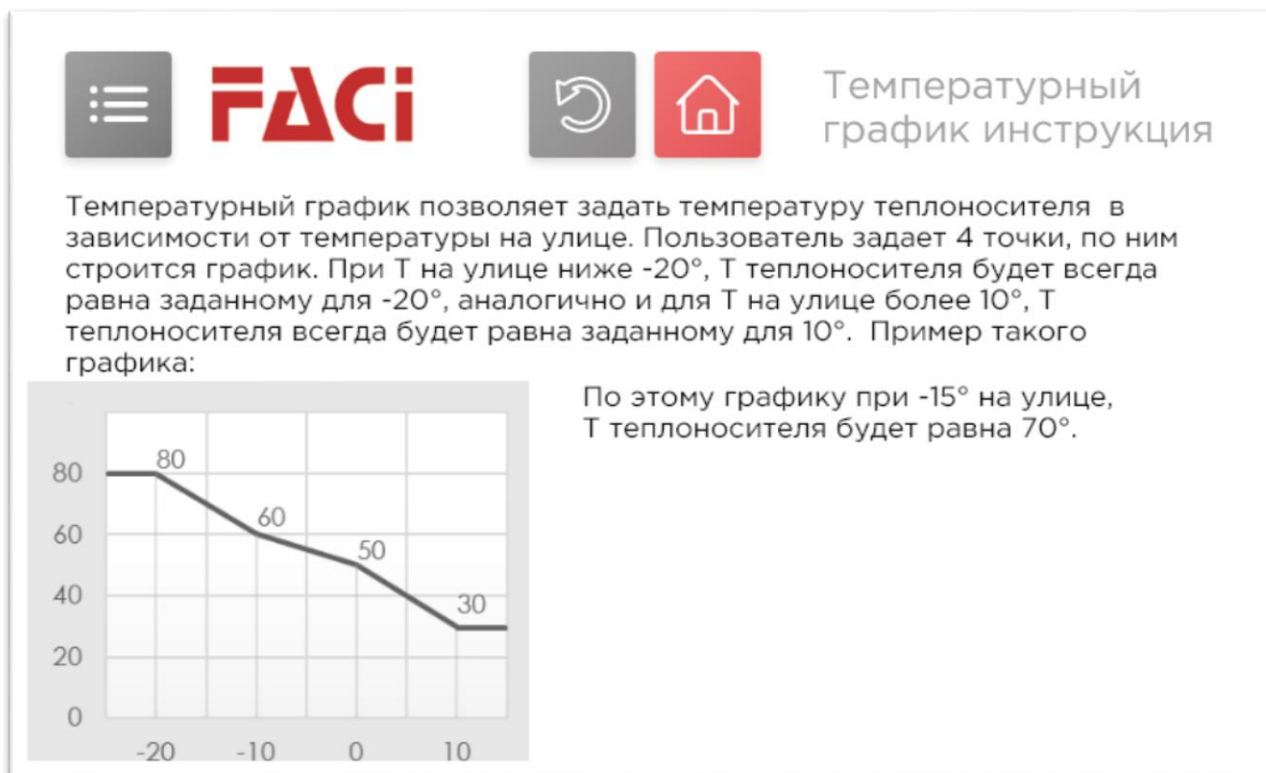 FACi
Температурный
график инструкция
Температурный график позволяет задать температуру теплоносителя в
зависимости от температуры на улице. Пользователь задает 4 точки, по ним
строится график. При Т на улице ниже -20°, Т теплоносителя будет всегда
равна заданному для -20°, аналогично и для Т на улице более 10°, Т
теплоносителя всегда будет равна заданному для 10°. Пример такого
графика:
По этому графику при -15° на улице,
Т теплоносителя будет равна 70°.
80
80
60
60
50
40
30
20
0
-20 -10 0 10